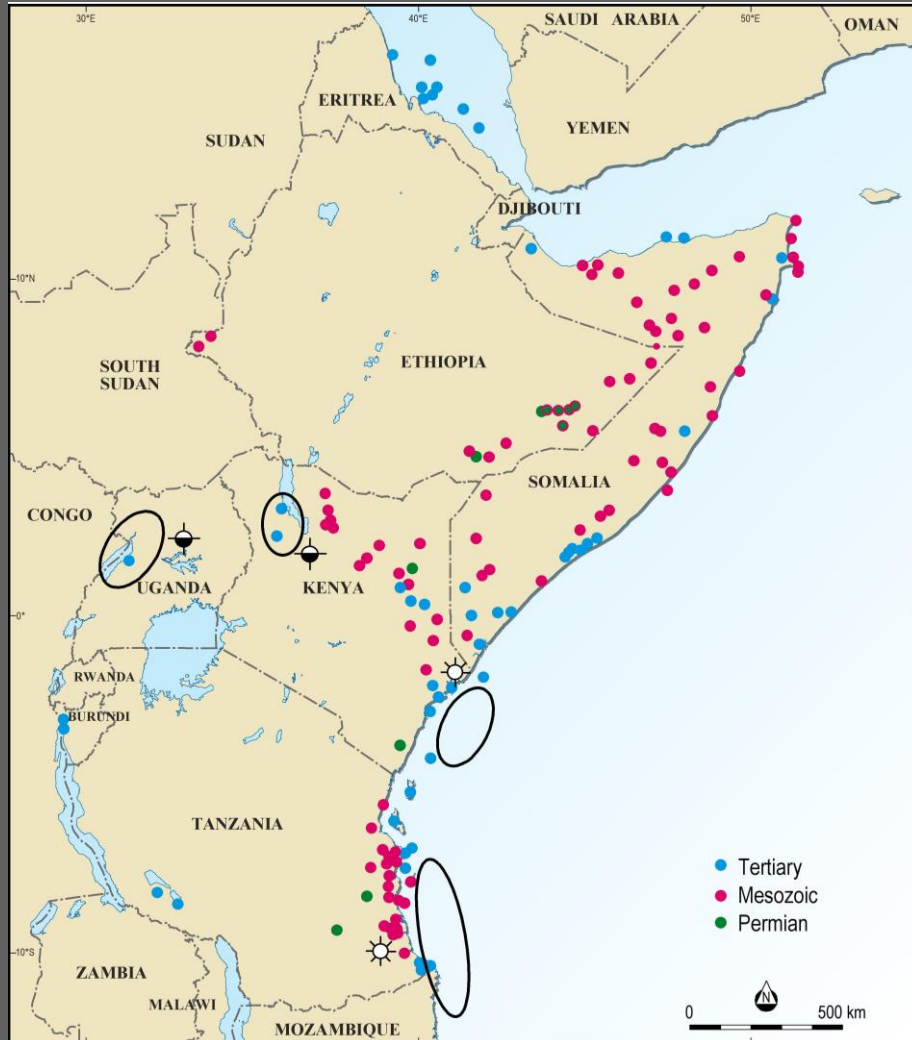 30°E
40°E
50°E
SAUDI ARABIA
OMAN
ERITREA
YEMEN
SUDAN
DJIBOUTI
10°N
ETHIOPIA
SOUTH
SUDAN
SOMALIA
CONGO
UGANDA
KENYA
0°
RWANDA
BURUNDI
TANZANIA
Tertiary
Mesozoic
Permian
10°S
ZAMBIA
MALAWI
MOZAMBIQUE
N
0
500 km